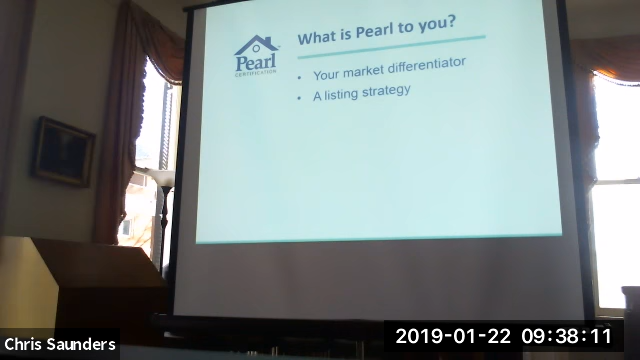 What is Pearl to you?
Pearl
CERTIFICATION
• Your market differentiator
• A listing strategy
Chris Saunders
2019-01-22 09:38:11